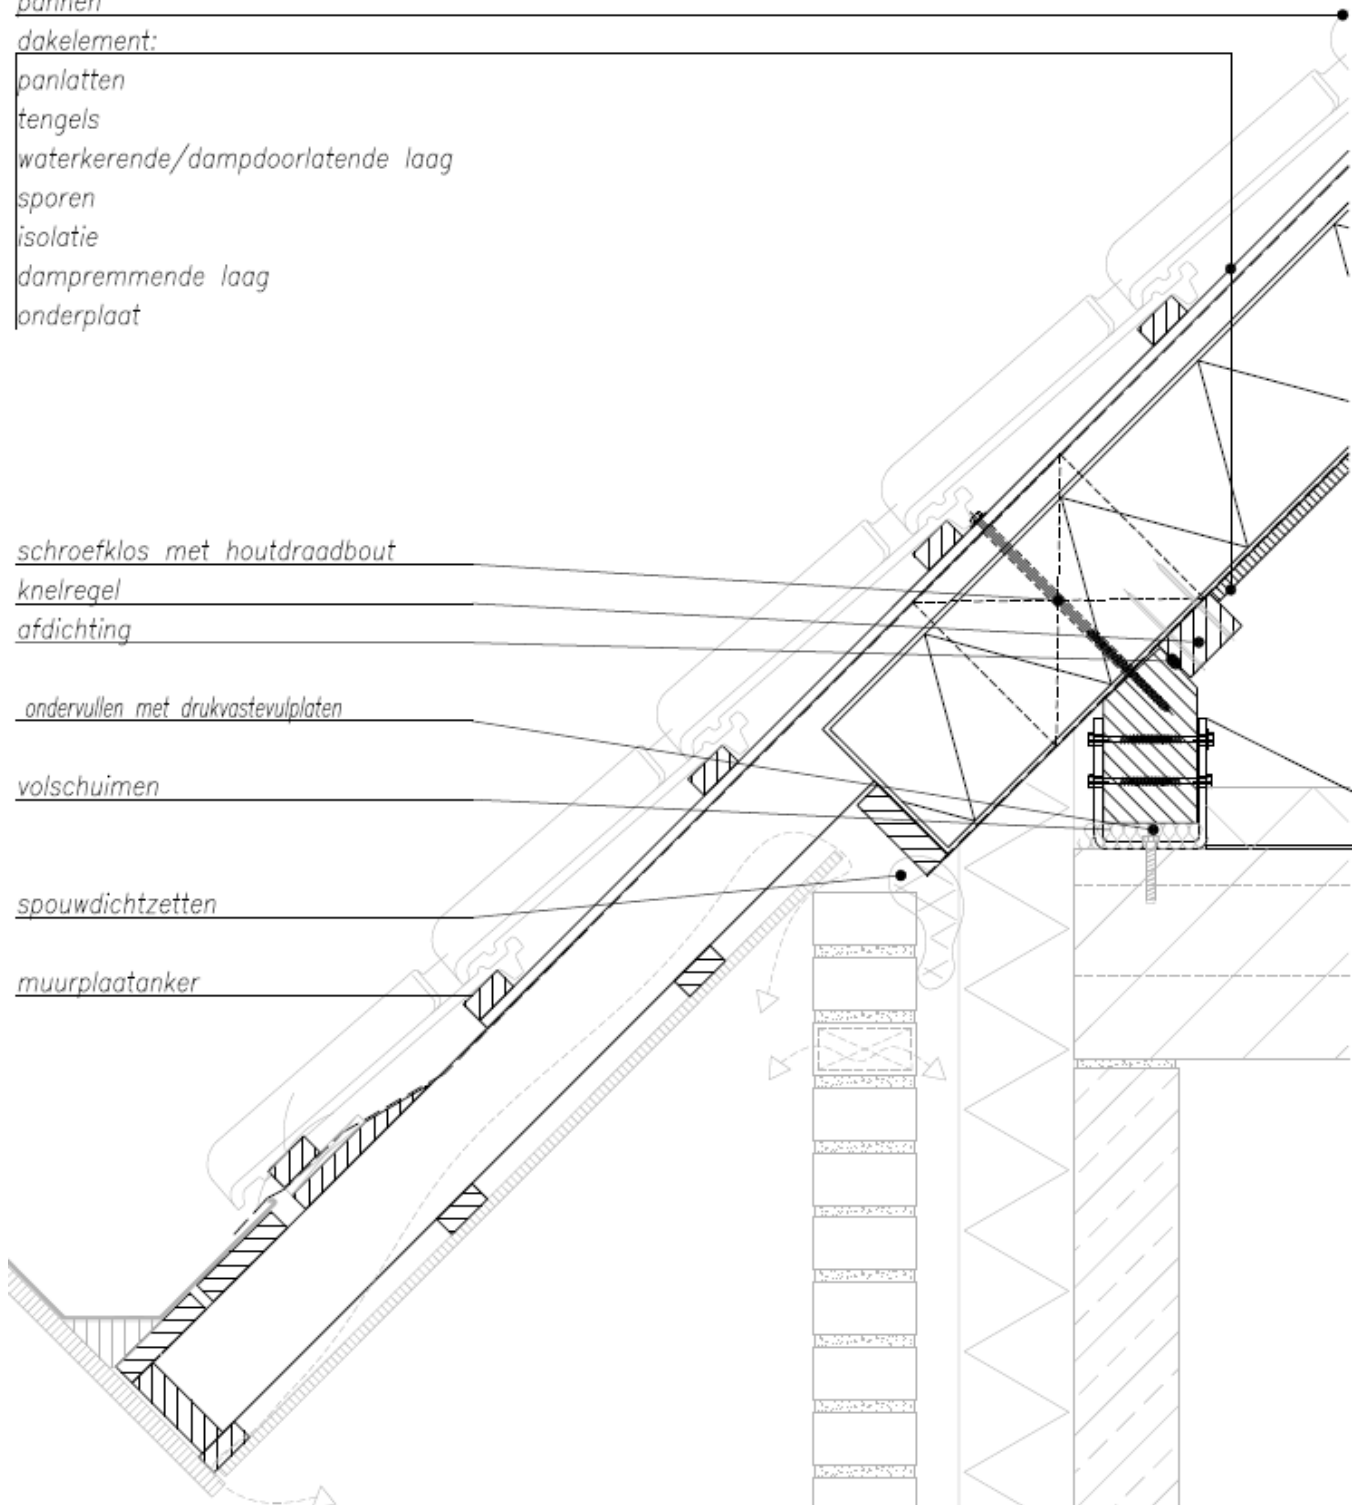 pannen
dakelement:
panlatten
tengels
waterkerende/dampdoorlatende laag
sporen
isolatie
dampremmende laag
onderplaat
schroefklos met houtdraadbout
knelregel
afdichting
ondervullen met drukvastevulplaten
volschuimen
spouwdichtzetten
muurplaatanker